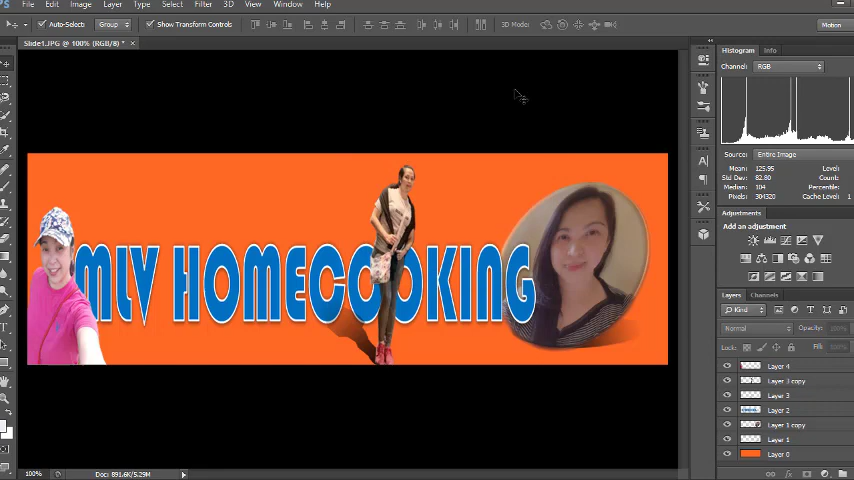 PS File Edit Image Layer Type Select Filter 3D View Window Help
Auto-Select: Group Show Transform Controls 3D Mode: Motion
Slide1.JPG @ 100% (RGB/8) *
Histogram Info
Channel: RGB
Source: Entire Image
Mean: 125.95 Level:
Std Dev: 82.80 Count:
Median: 104 Percentile:
Pixels: 304320 Cache Level: 1
Adjustments
Add an adjustment
Layers Channels
Kind
Normal Opacity: 100%
Lock: Fill: 100%
Layer 4
Layer 3 copy
Layer 3
Layer 2
Layer 1 copy
Layer 1
Layer 0
MLV HOMECOOKING
100% Doc: 891.6K/5.29M